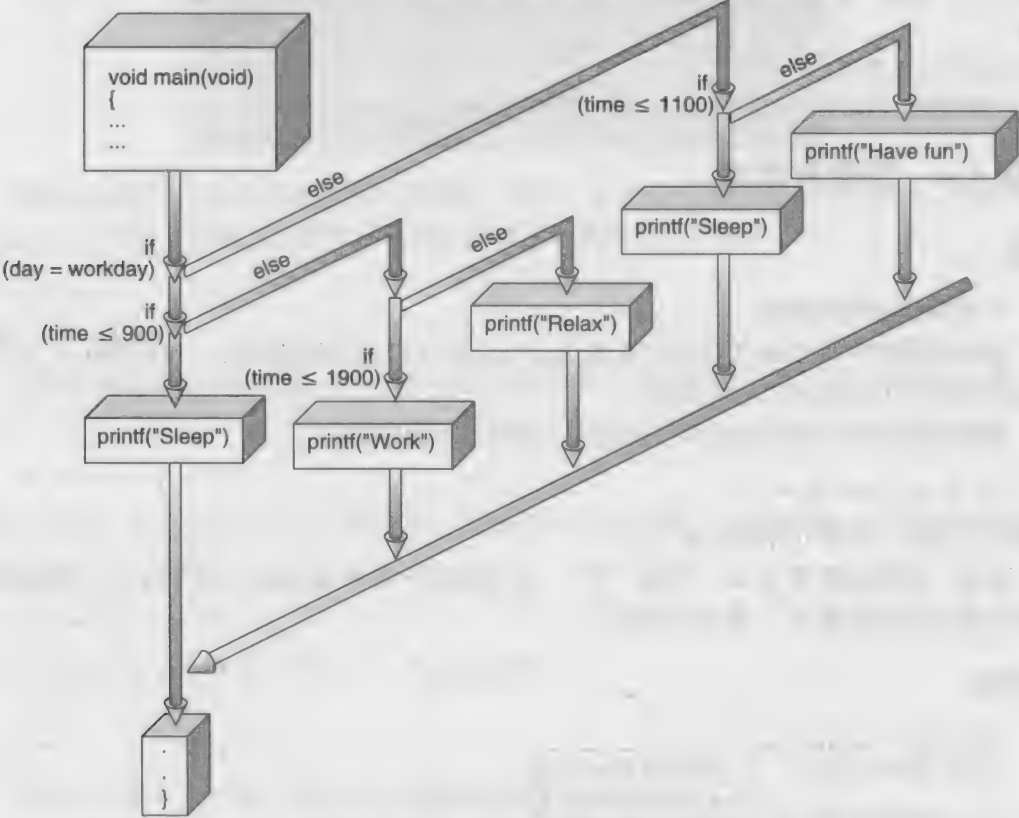 void main(void)
{
...
...
if
(day = workday)
else
if
(time ≤ 900)
else
printf("Sleep")
if
(time ≤ 1900)
else
printf("Work")
printf("Relax")
if
(time ≤ 1100)
else
printf("Sleep")
printf("Have fun")
.
.
}